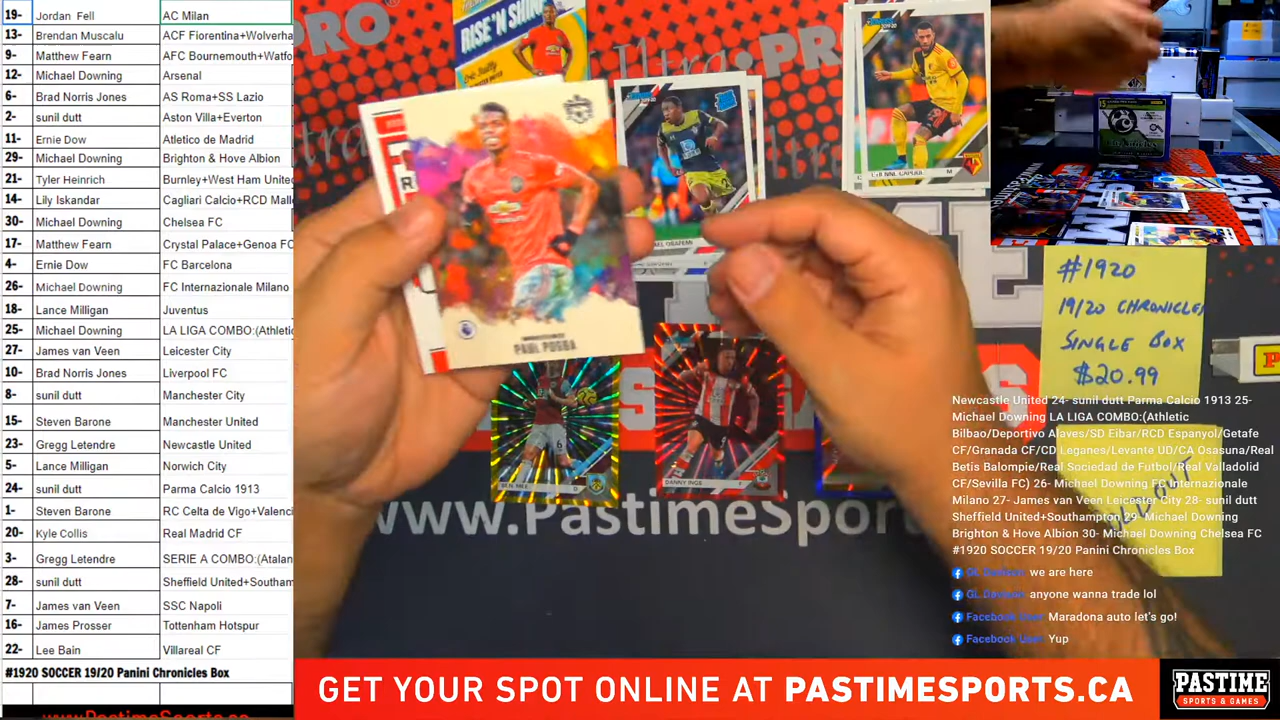 19- Jordan Fell AC Milan
13- Brendan Muscalu ACF Fiorentina+Wolverha
9- Matthew Fearn AFC Bournemouth+Watfo
12- Michael Downing Arsenal
6- Brad Norris Jones AS Roma+SS Lazio
2- sunil dutt Aston Villa+Everton
11- Ernie Dow Atletico de Madrid
29- Michael Downing Brighton & Hove Albion
21- Tyler Heinrich Burnley+West Ham United
14- Lily Iskandar Cagliari Calcio+RCD Mall
30- Michael Downing Chelsea FC
17- Matthew Fearn Crystal Palace+Genoa FC
4- Ernie Dow FC Barcelona
26- Michael Downing FC Internazionale Milano
18- Lance Milligan Juventus
25- Michael Downing LA LIGA COMBO:(Athletic
27- James van Veen Leicester City
10- Brad Norris Jones Liverpool FC
8- sunil dutt Manchester City
15- Steven Barone Manchester United
23- Gregg Letendre Newcastle United
5- Lance Milligan Norwich City
24- sunil dutt Parma Calcio 1913
1- Steven Barone RC Celta de Vigo+Valenci
20- Kyle Collis Real Madrid CF
3- Gregg Letendre SERIE A COMBO:(Atalan
28- sunil dutt Sheffield United+Southam
7- James van Veen SSC Napoli
16- James Prosser Tottenham Hotspur
22- Lee Bain Villareal CF
#1920 SOCCER 19/20 Panini Chronicles Box
www.PastimeSports.ca
RISE 'N SHINE
PAUL POGBA
BEN MEE
DANNY INGS
www.PastimeSpor
#1920
19/20 CHRONICLES
SINGLE BOX
$20.99
Newcastle United 24- sunil dutt Parma Calcio 1913 25-
Michael Downing LA LIGA COMBO:(Athletic
Bilbao/Deportivo Alaves/SD Eibar/RCD Espanyol/Getafe
CF/Granada CF/CD Leganes/Levante UD/CA Osasuna/Real
Betis Balompie/Real Sociedad de Futbol/Real Valladolid
CF/Sevilla FC) 26- Michael Downing FC Internazionale
Milano 27- James van Veen Leicester City 28- sunil dutt
Sheffield United+Southampton 29- Michael Downing
Brighton & Hove Albion 30- Michael Downing Chelsea FC
#1920 SOCCER 19/20 Panini Chronicles Box
we are here
anyone wanna trade lol
Facebook User Maradona auto let's go!
Facebook User Yup
GET YOUR SPOT ONLINE AT PASTIMESPORTS.CA
PASTIME
SPORTS & GAMES